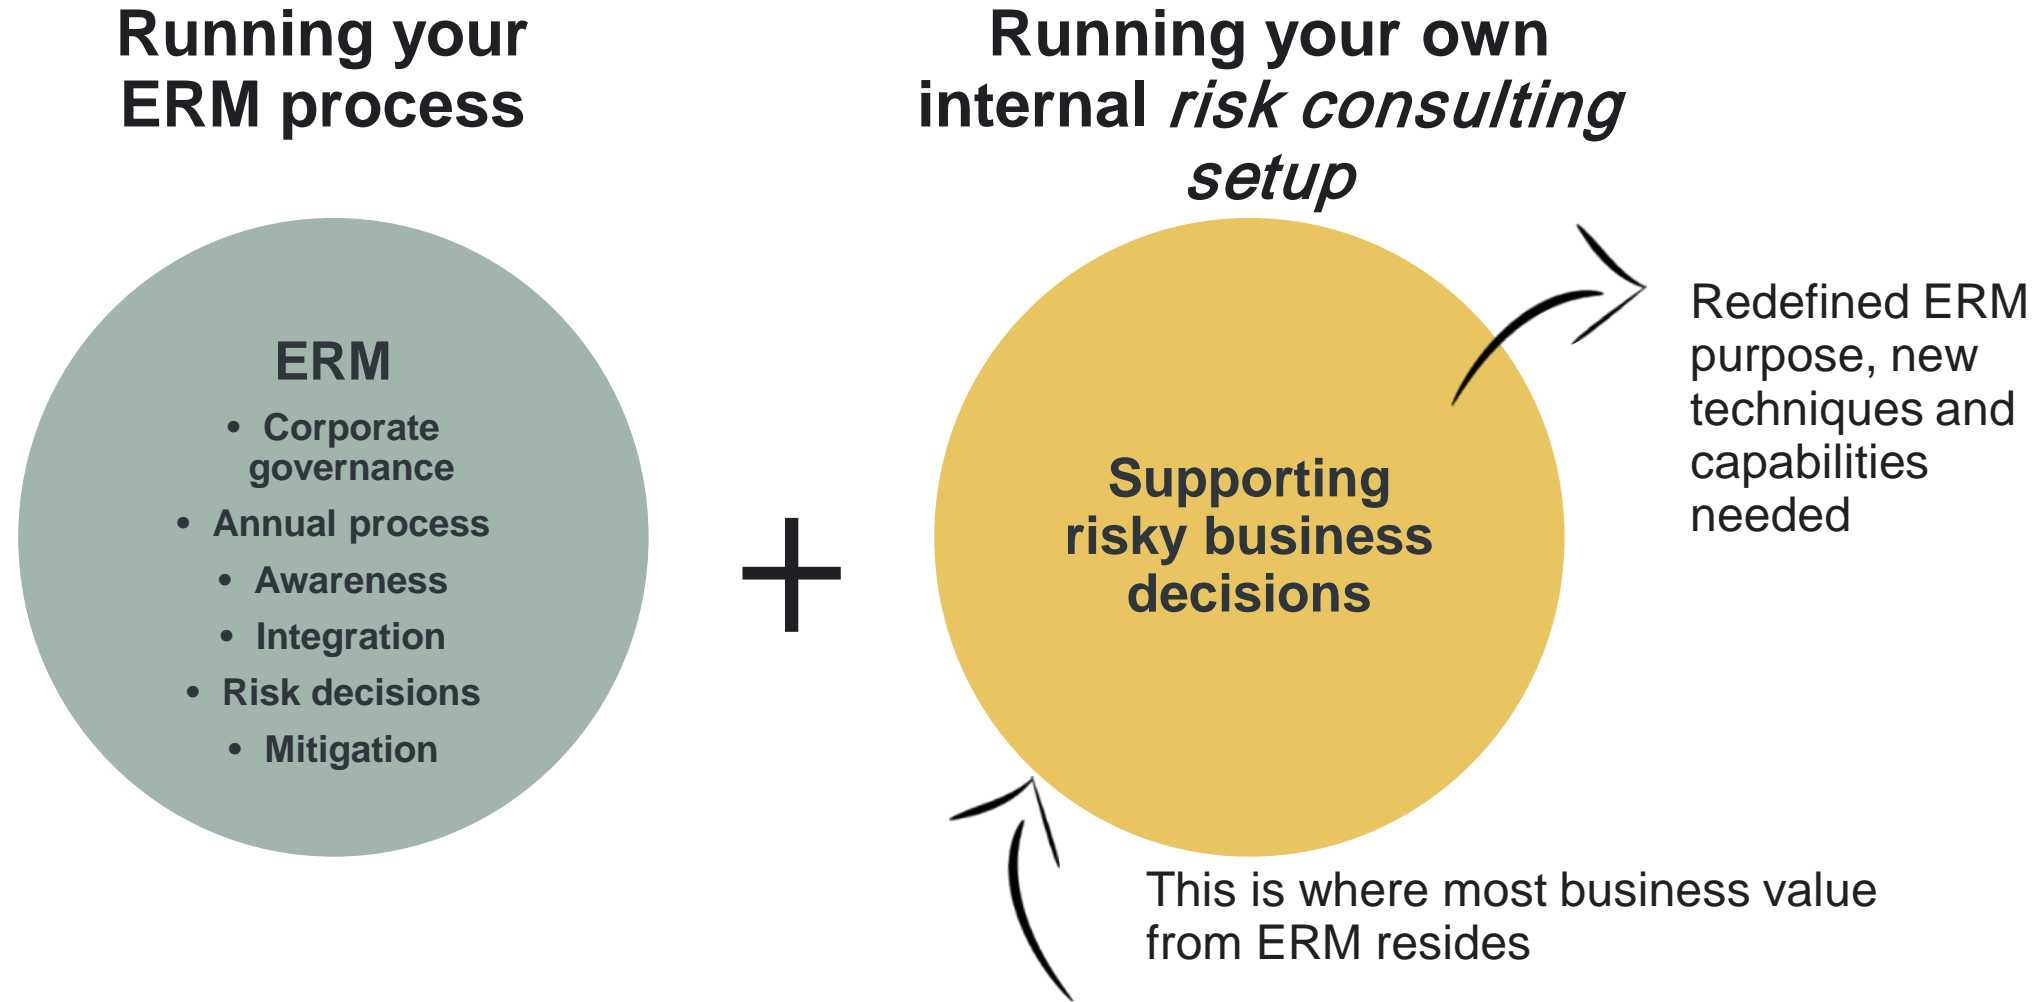 Running your
ERM process
Running your own
internal risk consulting
setup
ERM
• Corporate
governance
• Annual process
• Awareness
• Integration
• Risk decisions
• Mitigation
+
Supporting
risky business
decisions
Redefined ERM
purpose, new
techniques and
capabilities
needed
This is where most business value
from ERM resides